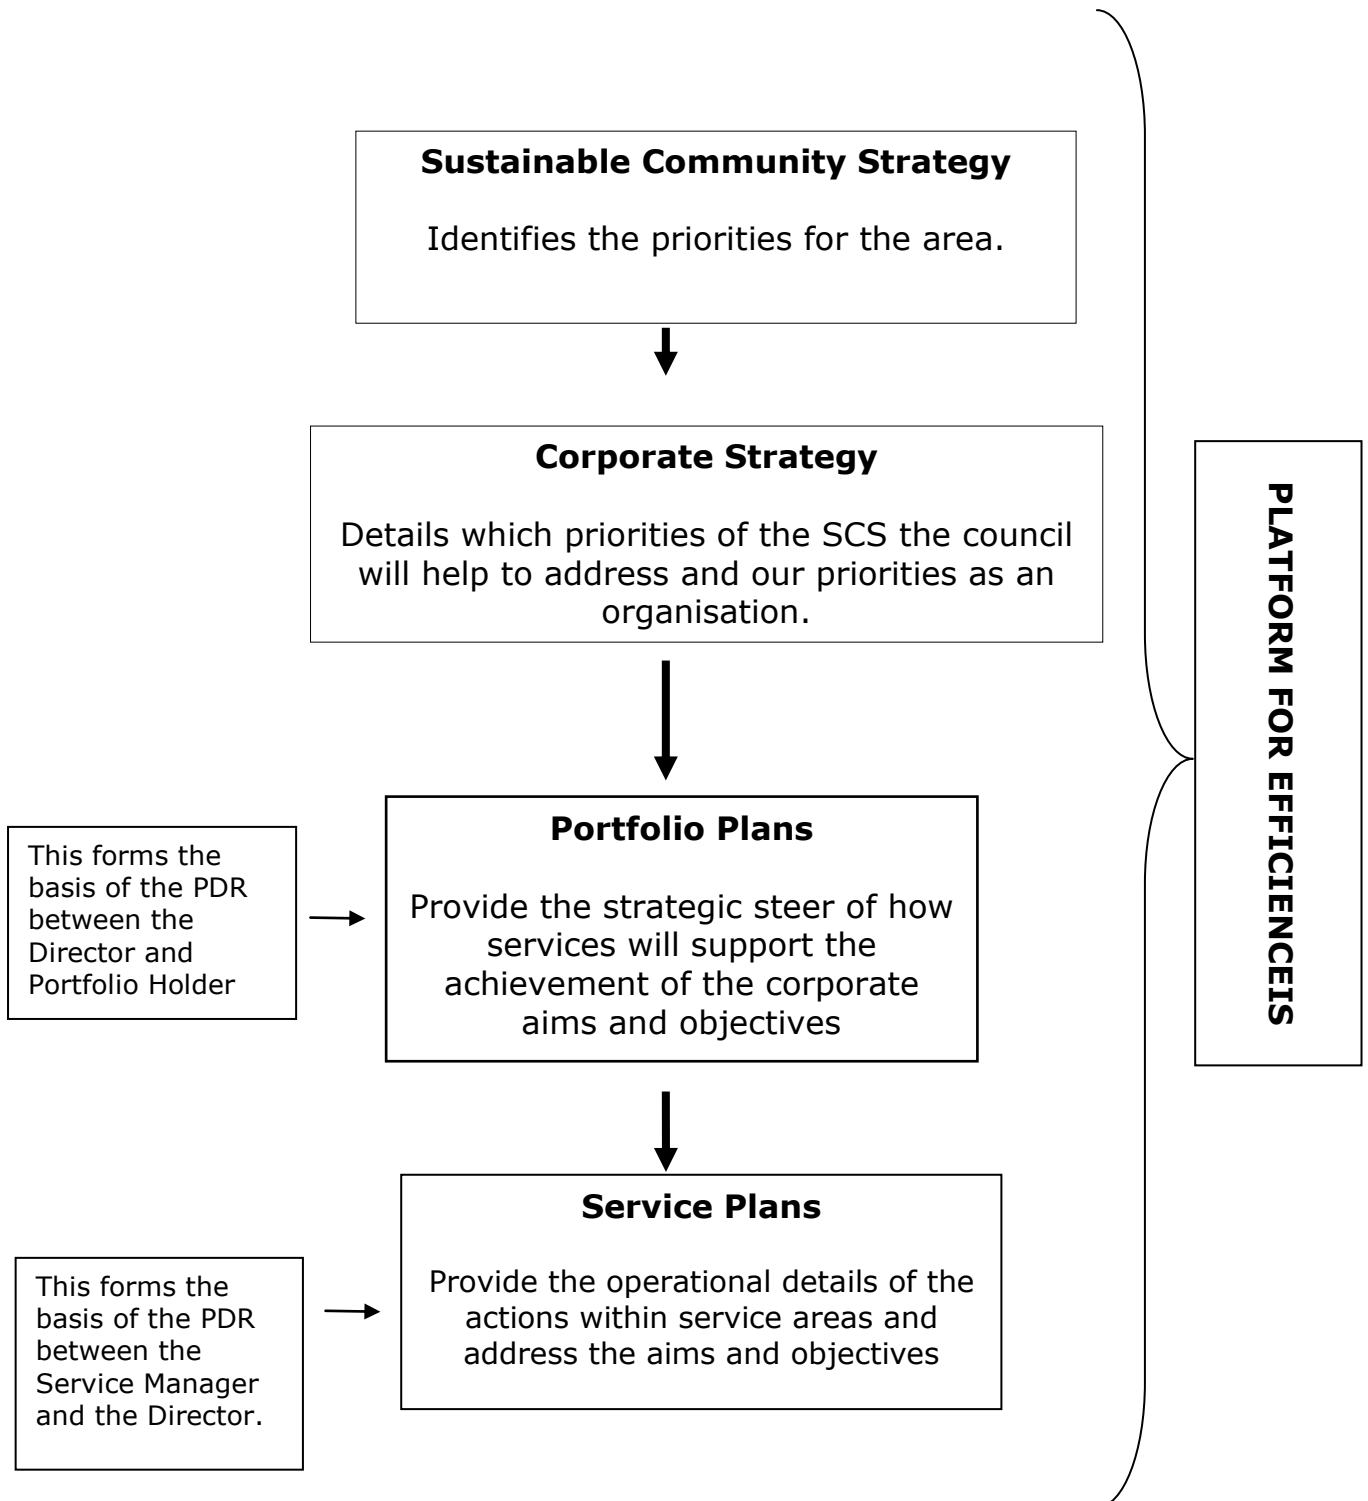 Sustainable Community Strategy
Identifies the priorities for the area.
Corporate Strategy
Details which priorities of the SCS the council
will help to address and our priorities as an
organisation.
PLATFORM FOR EFFICIENCEIS
Portfolio Plans
Provide the strategic steer of how
services will support the
achievement of the corporate
aims and objectives
This forms the
basis of the PDR
between the
Director and
Portfolio Holder
Service Plans
Provide the operational details of the
actions within service areas and
address the aims and objectives
This forms the
basis of the PDR
between the
Service Manager
and the Director.